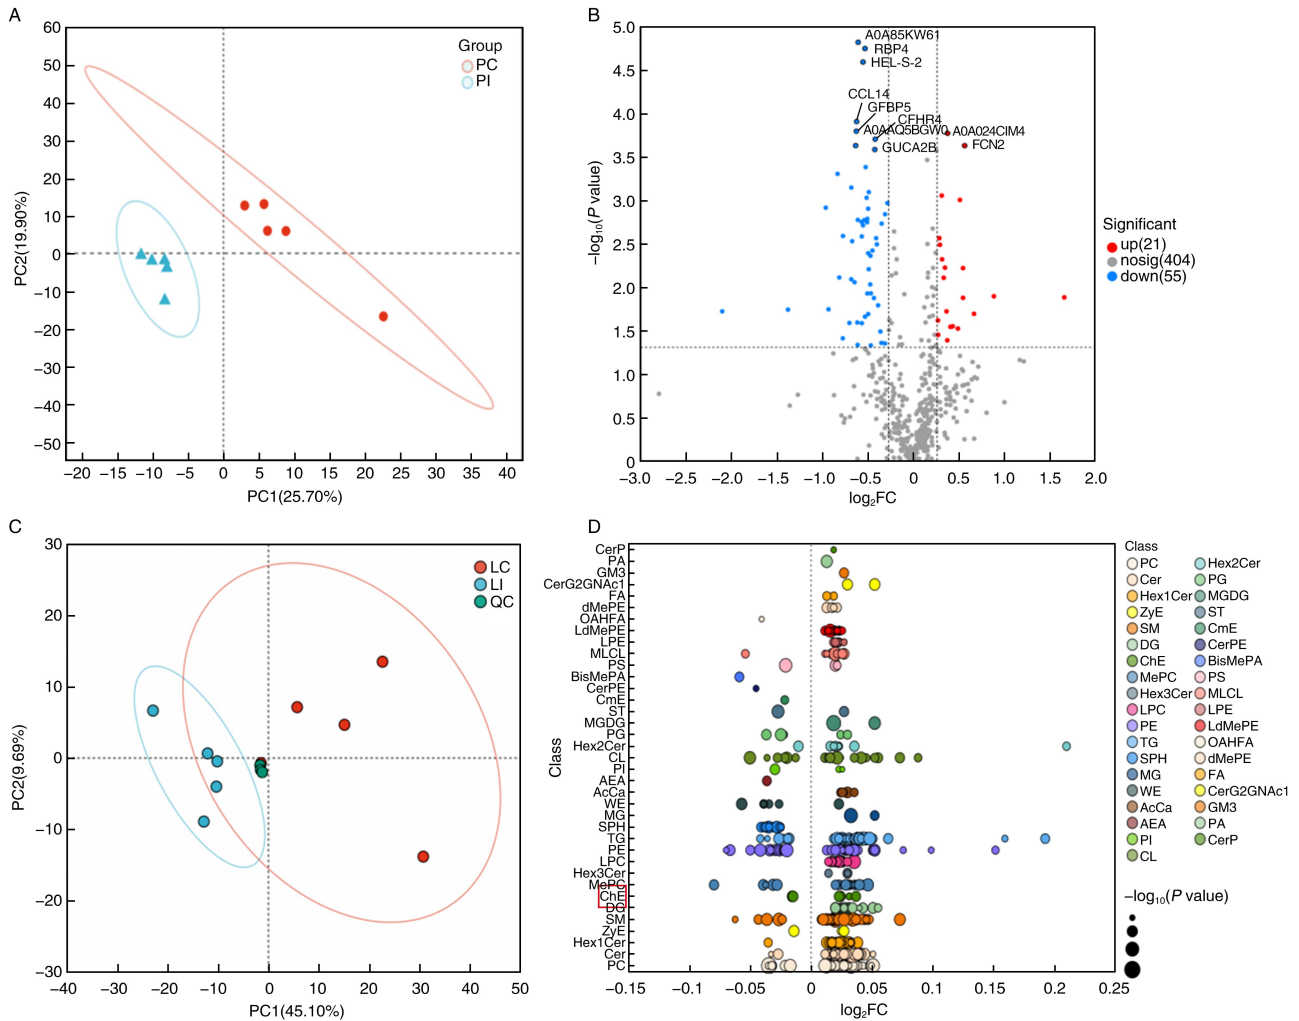 A
60
50
40
30
20
10
0
−10
−20
−30
−40
−50
PC2(19.90%)
Group
PC
PI
−20 −15 −10 −5 0 5 10 15 20 25 30 35 40
PC1(25.70%)
B
5.0
4.5
4.0
3.5
3.0
2.5
2.0
1.5
1.0
0.5
0
−log10(P value)
A0A85KW61
RBP4
HEL-S-2
CCL14
GFBP5
CFHR4
A0AAQ5BGW0
A0A024CIM4
GUCA2B
FCN2
−3.0 −2.5 −2.0 −1.5 −1.0 −0.5 0 0.5 1.0 1.5 2.0
log2FC
Significant
up(21)
nosig(404)
down(55)
C
30
20
10
0
−10
−20
−30
PC2(9.69%)
LC
LI
QC
−40 −30 −20 −10 0 10 20 30 40 50
PC1(45.10%)
D
Class
CerP
PA
GM3
CerG2GNAc1
FA
dMePE
OAHFA
LdMePE
LPE
MLCL
PS
BisMePA
CerPE
CmE
ST
MGDG
PG
Hex2Cer
CL
PI
AEA
AcCa
WE
MG
SPH
TG
PE
LPC
Hex3Cer
MePC
ChE
DG
SM
ZyE
Hex1Cer
Cer
PC
−0.15 −0.1 −0.05 0 0.05 0.1 0.15 0.2 0.25
log2FC
Class
PC Hex2Cer
Cer PG
Hex1Cer MGDG
ZyE ST
SM CmE
DG CerPE
ChE BisMePA
MePC PS
Hex3Cer MLCL
LPC LPE
PE LdMePE
TG OAHFA
SPH dMePE
MG FA
WE CerG2GNAc1
AcCa GM3
AEA PA
PI CerP
CL
−log10(P value)